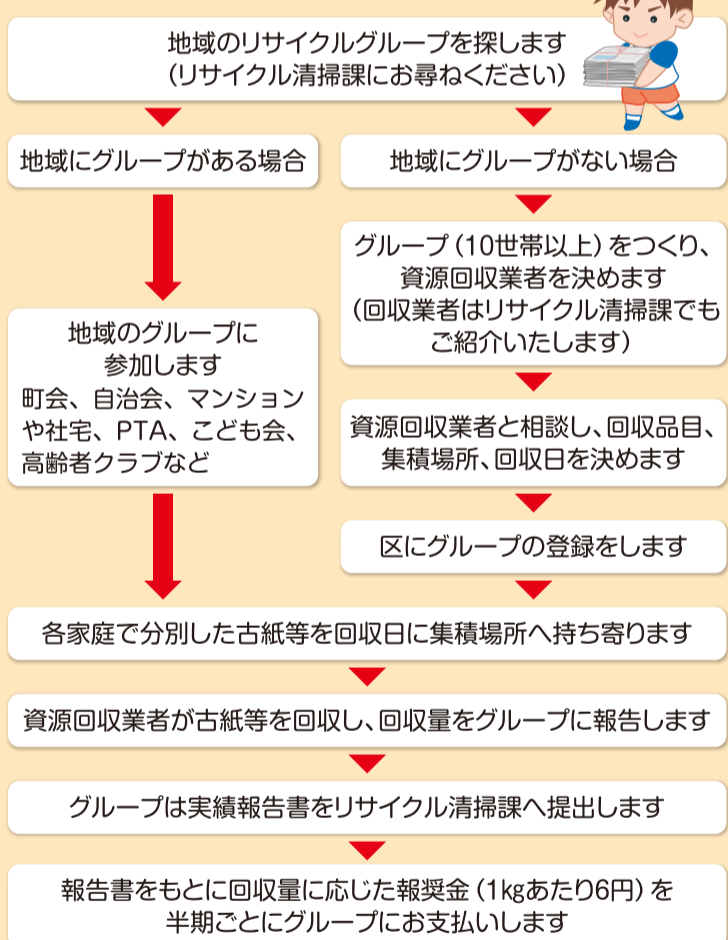 地域のリサイクルグループを探します
(リサイクル清掃課にお尋ねください)
地域にグループがある場合
地域のグループに
参加します
町会、自治会、マンション
や社宅、PTA、こども会、
高齢者クラブなど
地域にグループがない場合
グループ(10世帯以上)をつくり、
資源回収業者を決めます
(回収業者はリサイクル清掃課でも
ご紹介いたします)
資源回収業者と相談し、回収品目、
集積場所、回収日を決めます
区にグループの登録をします
各家庭で分別した古紙等を回収日に集積場所へ持ち寄ります
資源回収業者が古紙等を回収し、回収量をグループに報告します
グループは実績報告書をリサイクル清掃課へ提出します
報告書をもとに回収量に応じた報奨金(1kgあたり6円)を
半期ごとにグループにお支払いします